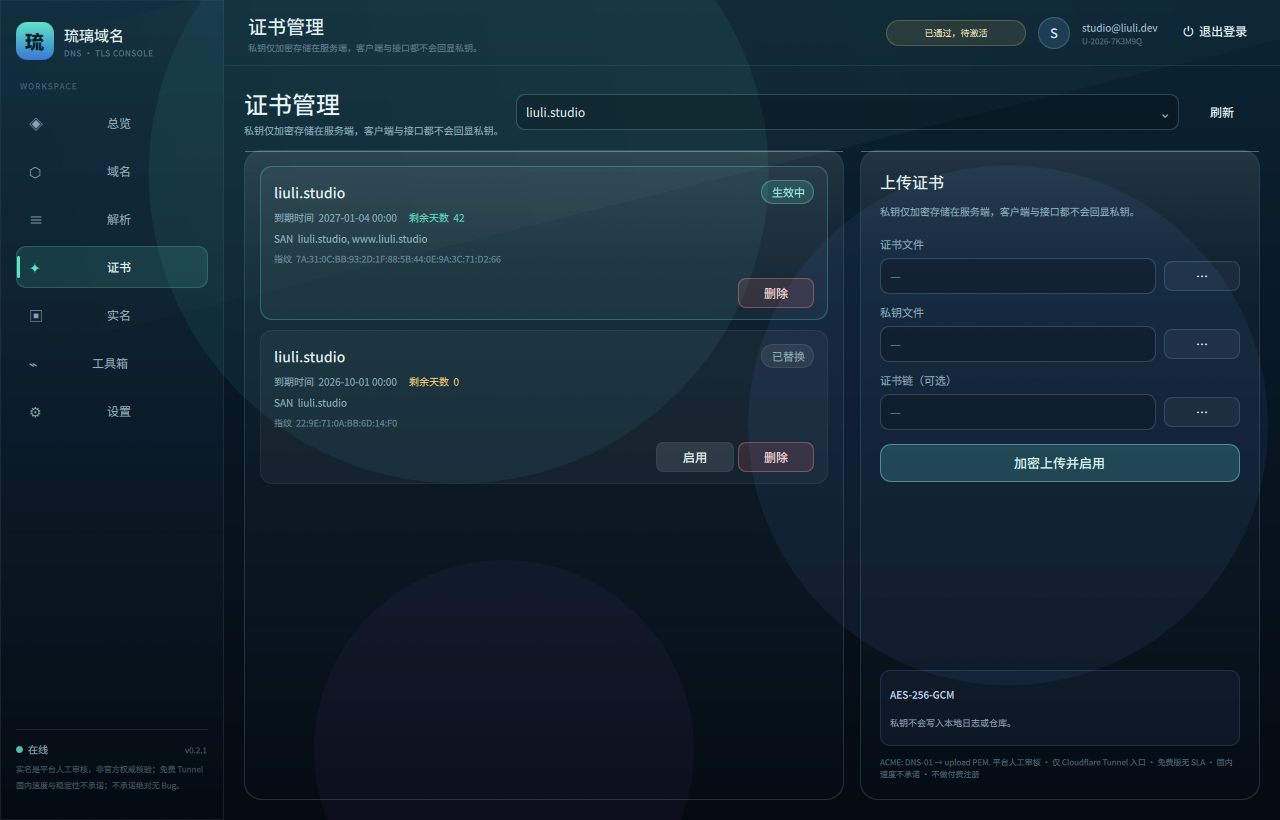 琉
琉璃域名
DNS · TLS CONSOLE
WORKSPACE
总览
域名
解析
证书
实名
工具箱
设置
在线
v0.2.1
实名是平台人工审核，非官方权威核验；免费 Tunnel
国内速度与稳定性不承诺；不承诺绝对无 Bug。
证书管理
私钥仅加密存储在服务端，客户端与接口都不会回显私钥。
已通过，待激活
S
studio@liuli.dev
U-2026-7K3M9Q
退出登录
证书管理
私钥仅加密存储在服务端，客户端与接口都不会回显私钥。
liuli.studio
刷新
liuli.studio
生效中
到期时间 2027-01-04 00:00 剩余天数 42
SAN liuli.studio, www.liuli.studio
指纹 7A:31:0C:BB:93:2D:1F:88:5B:44:0E:9A:3C:71:D2:66
删除
liuli.studio
已替换
到期时间 2026-10-01 00:00 剩余天数 0
SAN liuli.studio
指纹 22:9E:71:0A:BB:6D:14:F0
启用
删除
上传证书
私钥仅加密存储在服务端，客户端与接口都不会回显私钥。
证书文件
—
···
私钥文件
—
···
证书链（可选）
—
···
加密上传并启用
AES-256-GCM
私钥不会写入本地日志或仓库。
ACME: DNS-01 → upload PEM. 平台人工审核 · 仅 Cloudflare Tunnel 入口 · 免费版无 SLA · 国内
速度不承诺 · 不做付费注册